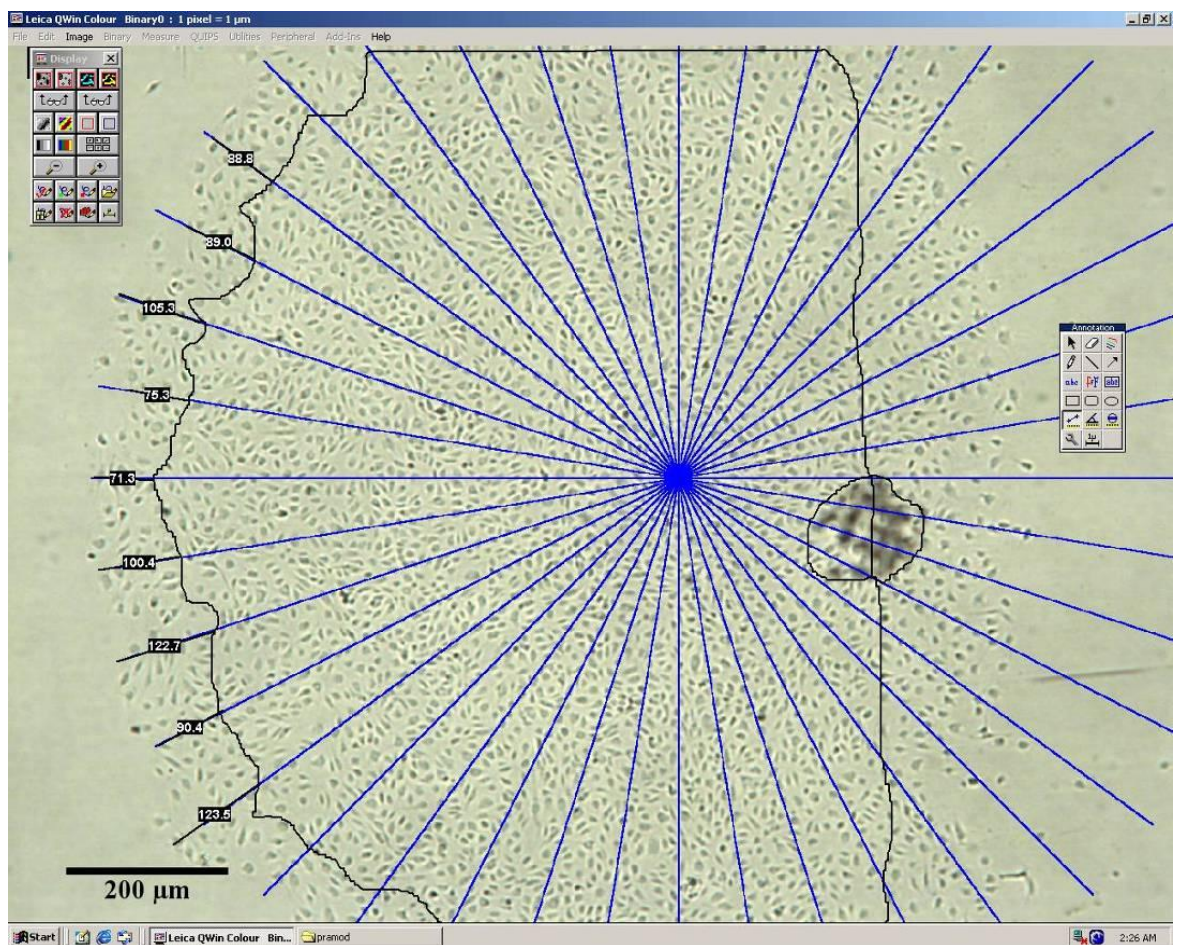 Leica QWin Colour Binary0 : 1 pixel = 1 µm
File Edit Image Binary Measure QUIPS Utilities Peripheral Add-Ins Help
Display
88.8
89.0
105.3
Annotation
75.3
abc
abc
1µ
71.3
100.4
122.7
90.4
123.5
200 µm
Start
Leica QWin Colour Bin...
pramod
2:26 AM